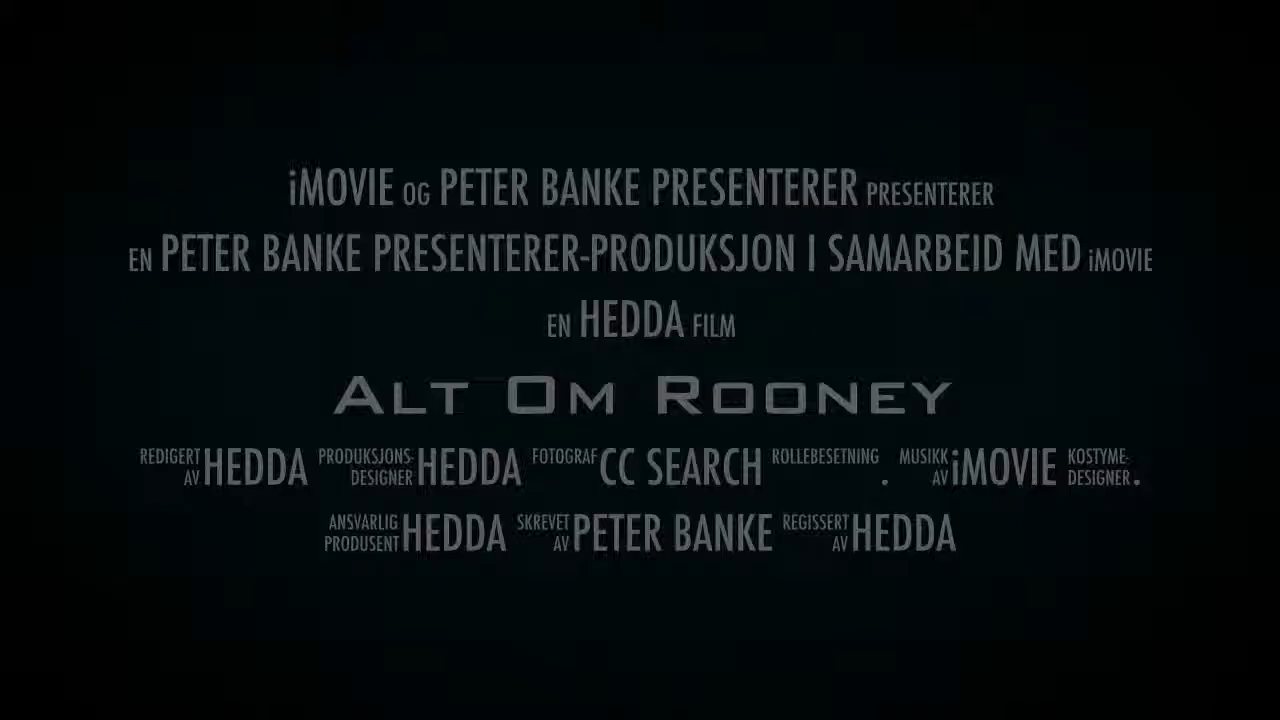 iMOVIE OG PETER BANKE PRESENTERER PRESENTERER
EN PETER BANKE PRESENTERER-PRODUKSJON I SAMARBEID MED iMOVIE
EN HEDDA FILM
ALT OM ROONEY
REDIGERT AV HEDDA PRODUKSJONS-DESIGNER HEDDA FOTOGRAF CC SEARCH ROLLEBESETNING . MUSIKK AV iMOVIE KOSTYME-DESIGNER .
ANSVARLIG PRODUSENT HEDDA SKREVET AV PETER BANKE REGISSERT AV HEDDA